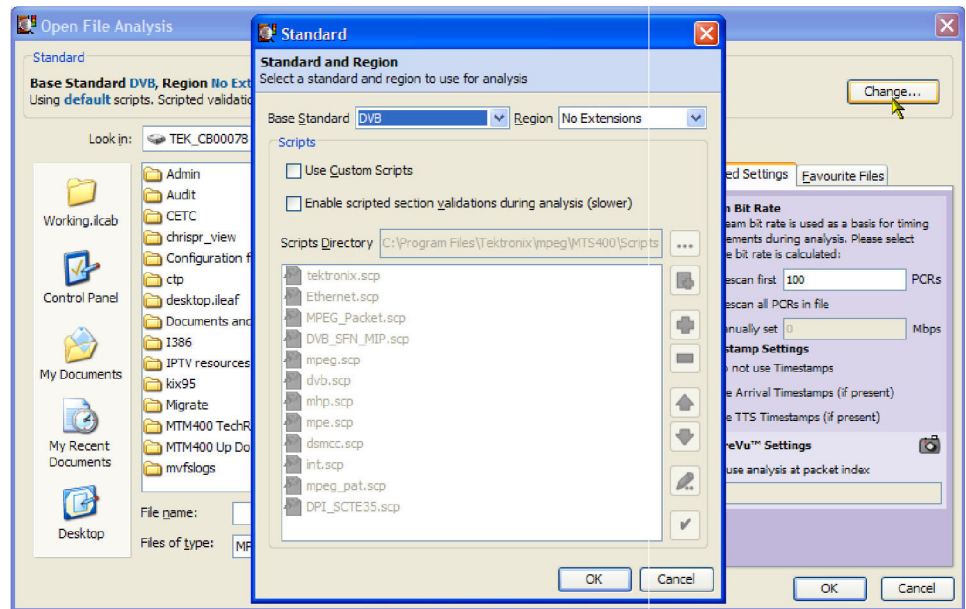 Open File Analysis
Standard
Base Standard DVB, Region No Ext
Using default scripts. Scripted validatio
Change...
Look in: TEK_CB00078
Working.ilcab
Control Panel
My Documents
My Recent
Documents
Desktop
Admin
Audit
CETC
chrispr_view
Configuration f
ctp
desktop.ileaf
Documents and
I386
IPTV resources
kix95
Migrate
MTM400 TechR
MTM400 Up Do
mvfslogs
File name:
Files of type: MP
Standard
Standard and Region
Select a standard and region to use for analysis
Base Standard DVB Region No Extensions
Scripts
Use Custom Scripts
Enable scripted section validations during analysis (slower)
Scripts Directory C:\Program Files\Tektronix\mpeg\MTS400\Scripts ...
tektronix.scp
Ethernet.scp
MPEG_Packet.scp
DVB_SFN_MIP.scp
mpeg.scp
dvb.scp
mhp.scp
mpe.scp
dsmcc.scp
int.scp
mpeg_pat.scp
DPI_SCTE35.scp
OK Cancel
ed Settings Favourite Files
n Bit Rate
eam bit rate is used as a basis for timing
ements during analysis. Please select
e bit rate is calculated:
escan first 100 PCRs
escan all PCRs in file
nually set 0 Mbps
stamp Settings
not use Timestamps
e Arrival Timestamps (if present)
e TTS Timestamps (if present)
reVu™ Settings
use analysis at packet index
OK Cancel